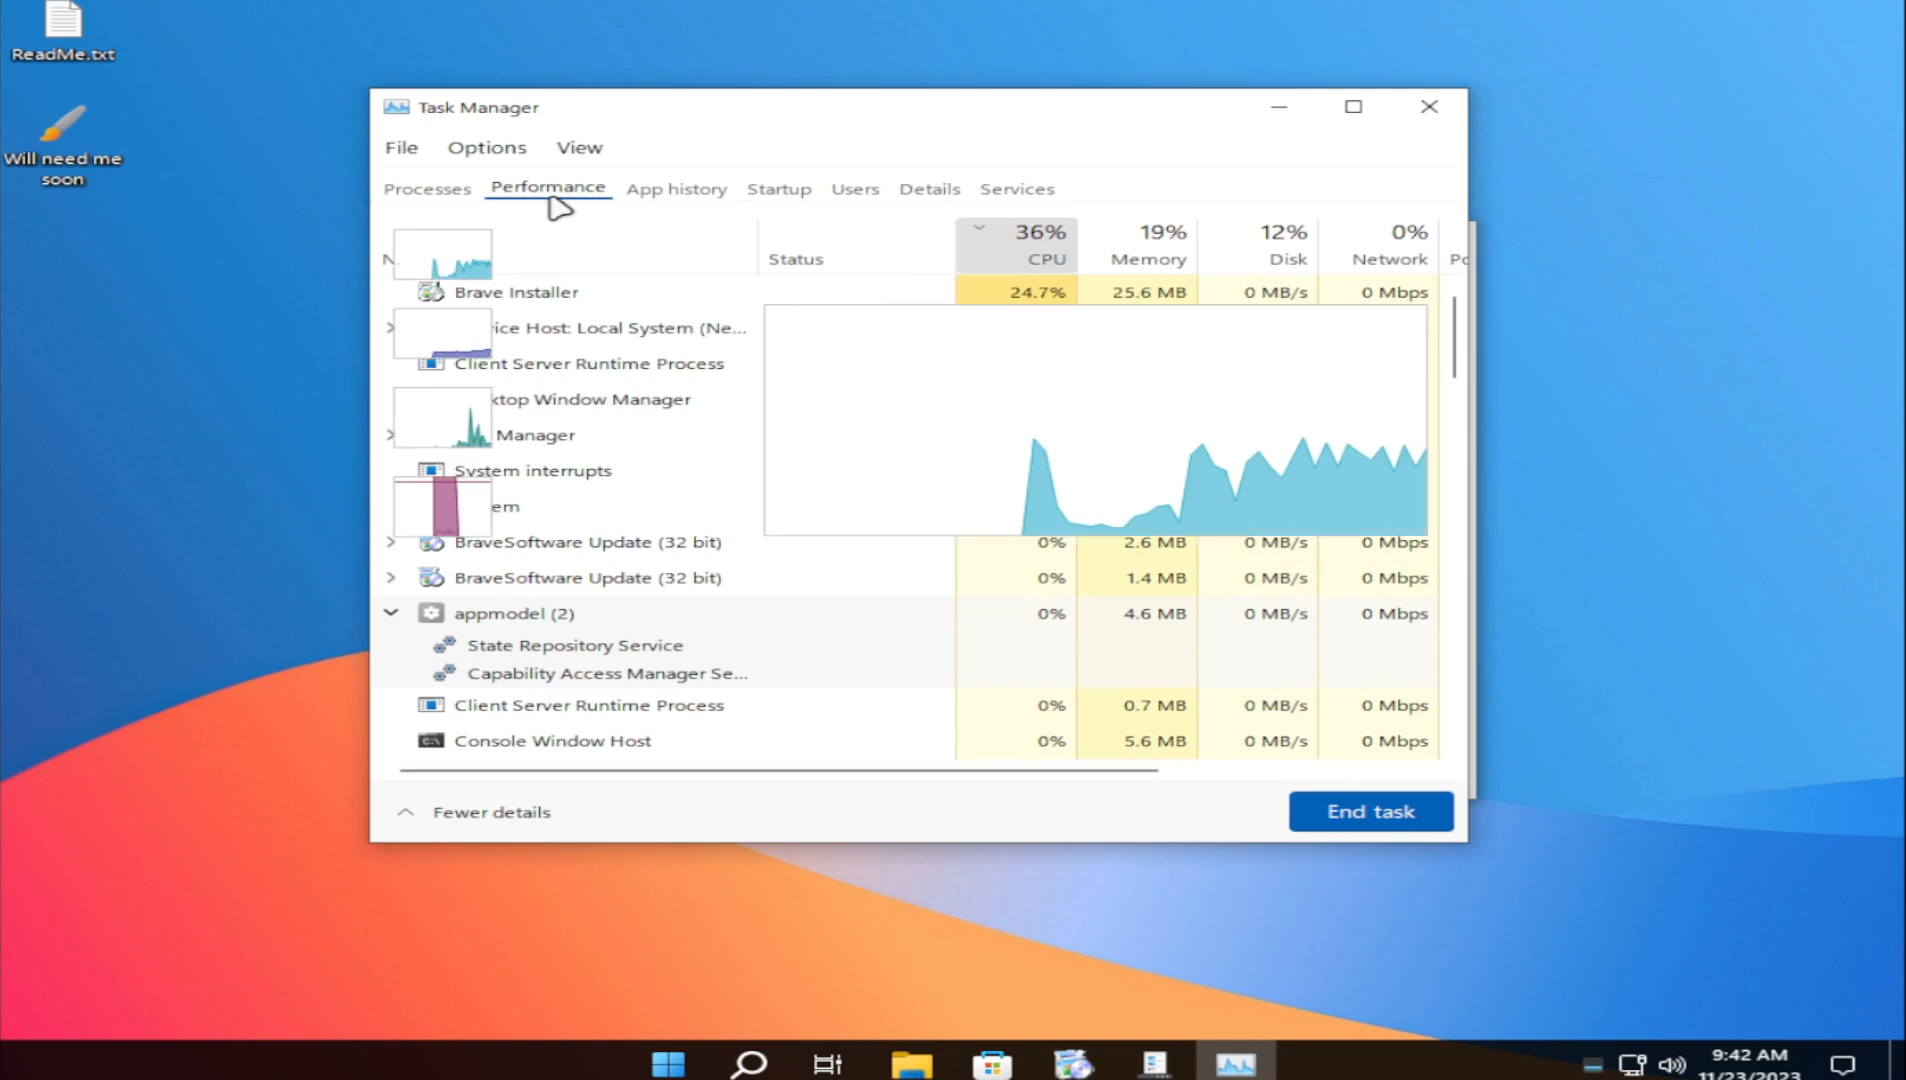 ReadMe.txt
Will need me
soon
Task Manager
File Options View
Processes Performance App history Startup Users Details Services
36% 19% 12% 0%
Status CPU Memory Disk Network
Brave Installer 24.7% 25.6 MB 0 MB/s 0 Mbps
vice Host: Local System (Ne...
Client Server Runtime Process
ktop Window Manager
Manager
System interrupts
em
BraveSoftware Update (32 bit) 0% 2.6 MB 0 MB/s 0 Mbps
BraveSoftware Update (32 bit) 0% 1.4 MB 0 MB/s 0 Mbps
appmodel (2) 0% 4.6 MB 0 MB/s 0 Mbps
State Repository Service
Capability Access Manager Se...
Client Server Runtime Process 0% 0.7 MB 0 MB/s 0 Mbps
Console Window Host 0% 5.6 MB 0 MB/s 0 Mbps
Fewer details End task
9:42 AM
11/23/2023